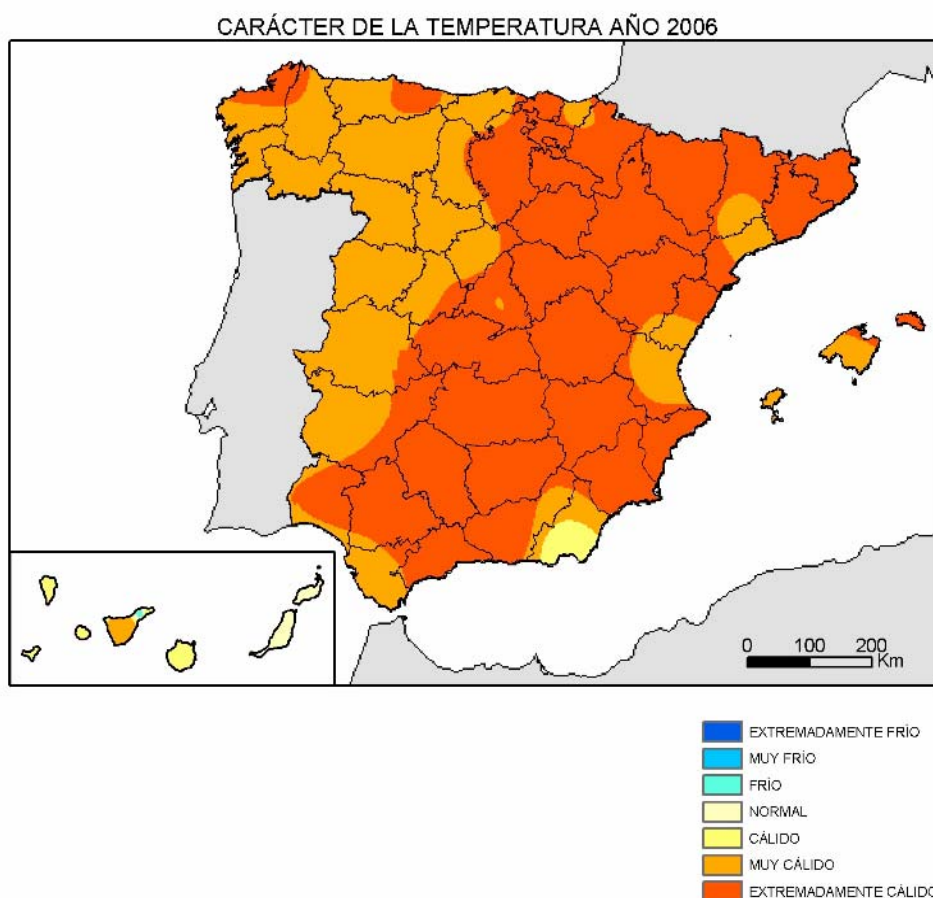 CARÁCTER DE LA TEMPERATURA AÑO 2006
0 100 200
Km
EXTREMADAMENTE FRÍO
MUY FRÍO
FRÍO
NORMAL
CÁLIDO
MUY CÁLIDO
EXTREMADAMENTE CÁLIDO